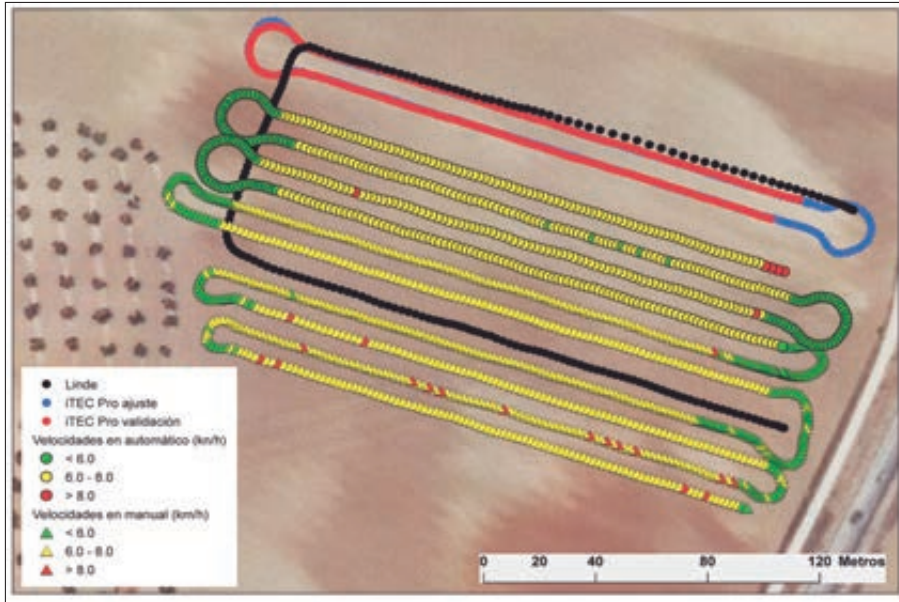 Linde
iTEC Pro ajuste
iTEC Pro validación
Velocidades en automático (km/h)
< 6.0
6.0 - 8.0
> 8.0
Velocidades en manual (km/h)
< 6.0
6.0 - 8.0
> 8.0
0 20 40 80 120 Metros